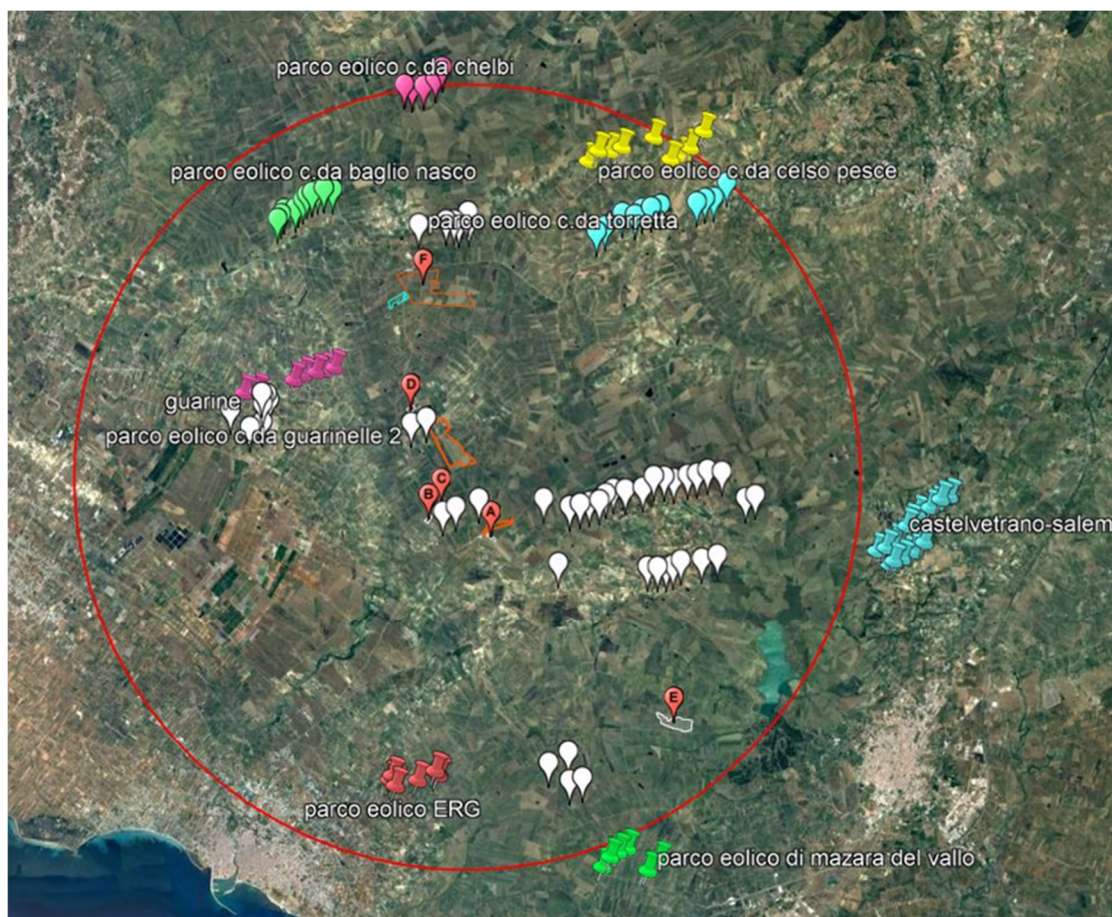 parco eolico c.da chelbi
parco eolico c.da baglio nasco
parco eolico c.da celso pesce
parco eolico c.da torretta
F
D
guarine
parco eolico c.da guarinelle 2
C
B
A
castelvetrano-salem
E
parco eolico ERG
parco eolico di mazara del vallo